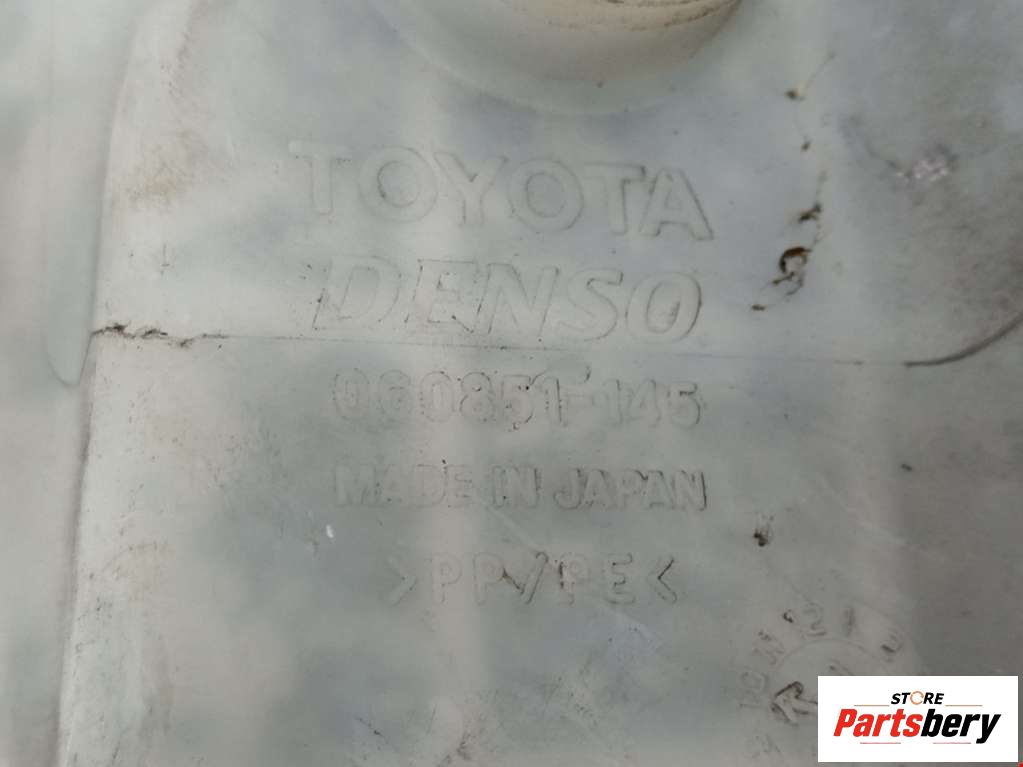 TOYOTA
DENSO
060851-145
MADE IN JAPAN
>PP/PE<
STORE
Partsbery